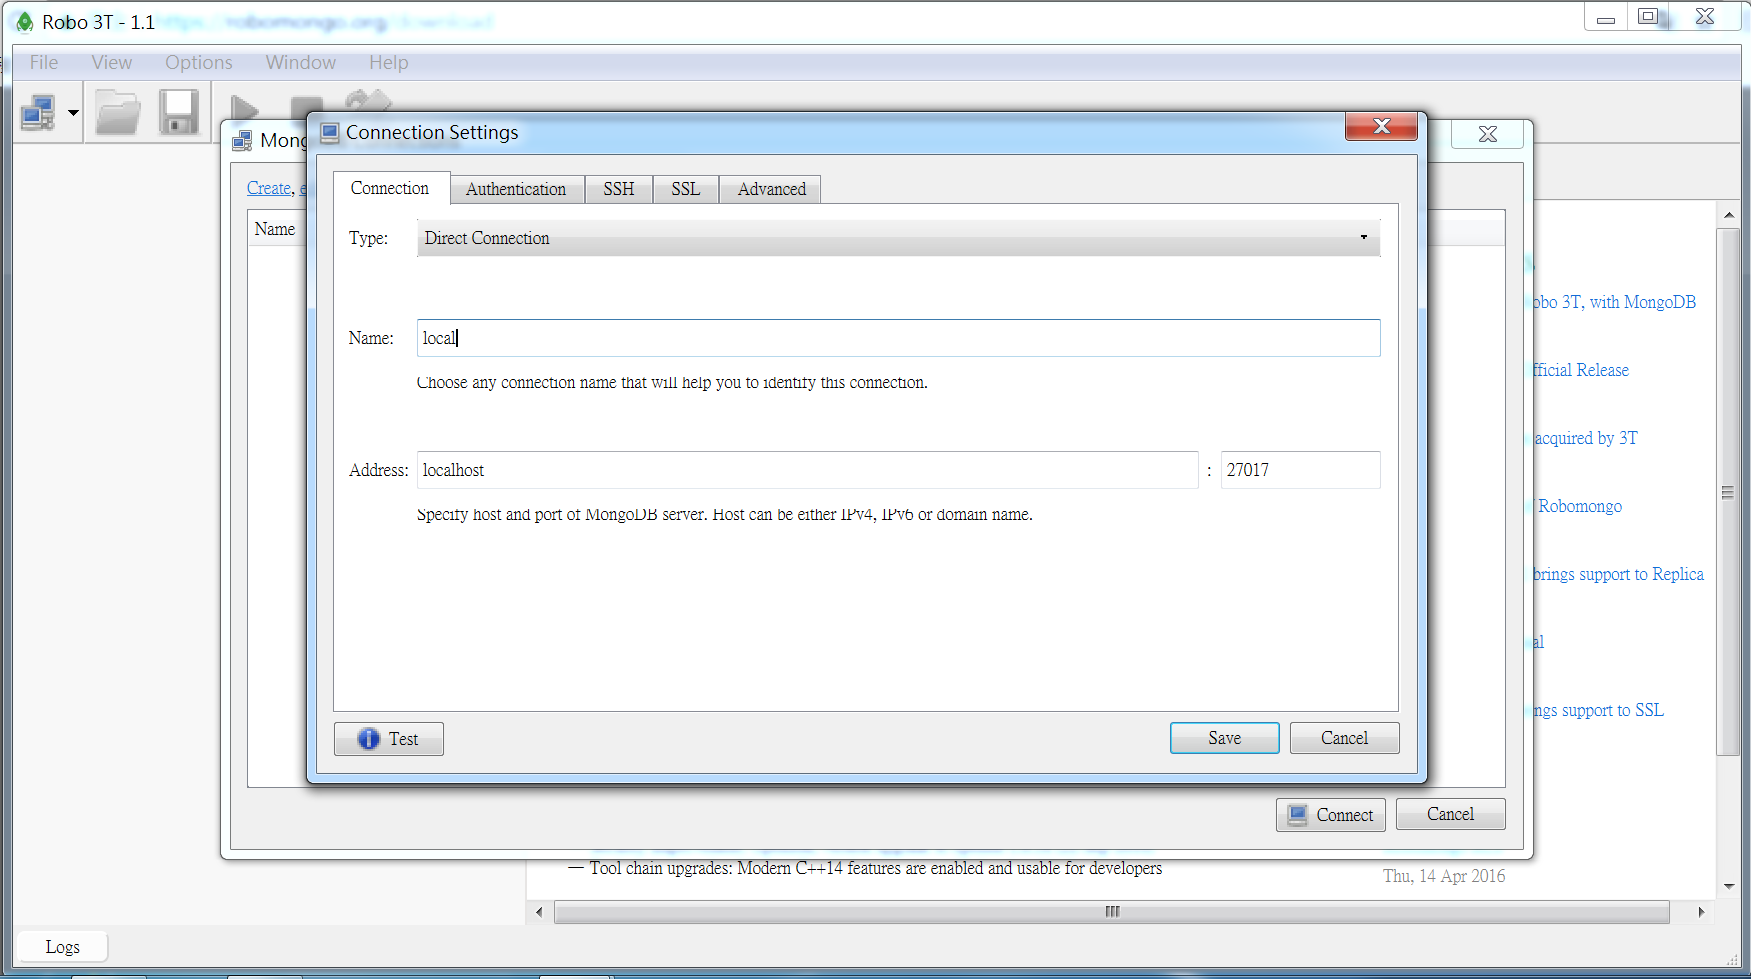 Robo 3T - 1.1
https://robomongo.org/download
File View Options Window Help
Mong
Connection Settings
Create, e
Name
Connection Authentication SSH SSL Advanced
Type: Direct Connection
Name: local
Choose any connection name that will help you to identify this connection.
Address: localhost : 27017
Specify host and port of MongoDB server. Host can be either IPv4, IPv6 or domain name.
Test Save Cancel
Connect Cancel
obo 3T, with MongoDB
fficial Release
acquired by 3T
Robomongo
brings support to Replica
al
ngs support to SSL
— Tool chain upgrades: Modern C++14 features are enabled and usable for developers
Thu, 14 Apr 2016
Logs